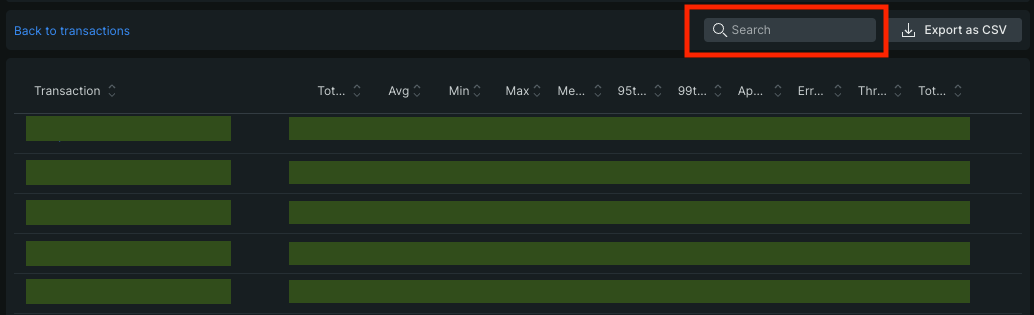 Back to transactions
Search
Export as CSV
Transaction Tot... Avg Min Max Me... 95t... 99t... Ap... Err... Thr... Tot...